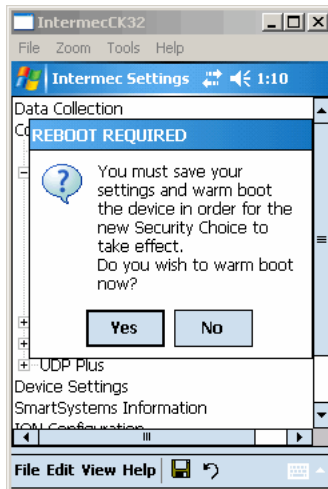 IntermecCK32
File Zoom Tools Help
Intermec Settings 1:10
Data Collection
REBOOT REQUIRED
You must save your
settings and warm boot
the device in order for the
new Security Choice to
take effect.
Do you wish to warm boot
now?
Yes No
UDP Plus
Device Settings
SmartSystems Information
File Edit View Help